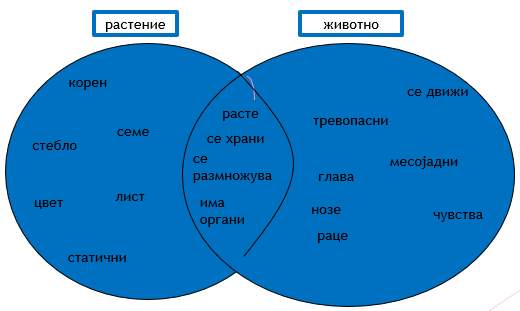 растение
животно
корен
стебло
семе
цвет
лист
статични
расте
се храни
се
размножува
има
органи
се движи
тревопасни
месојадни
глава
нозе
чувства
раце